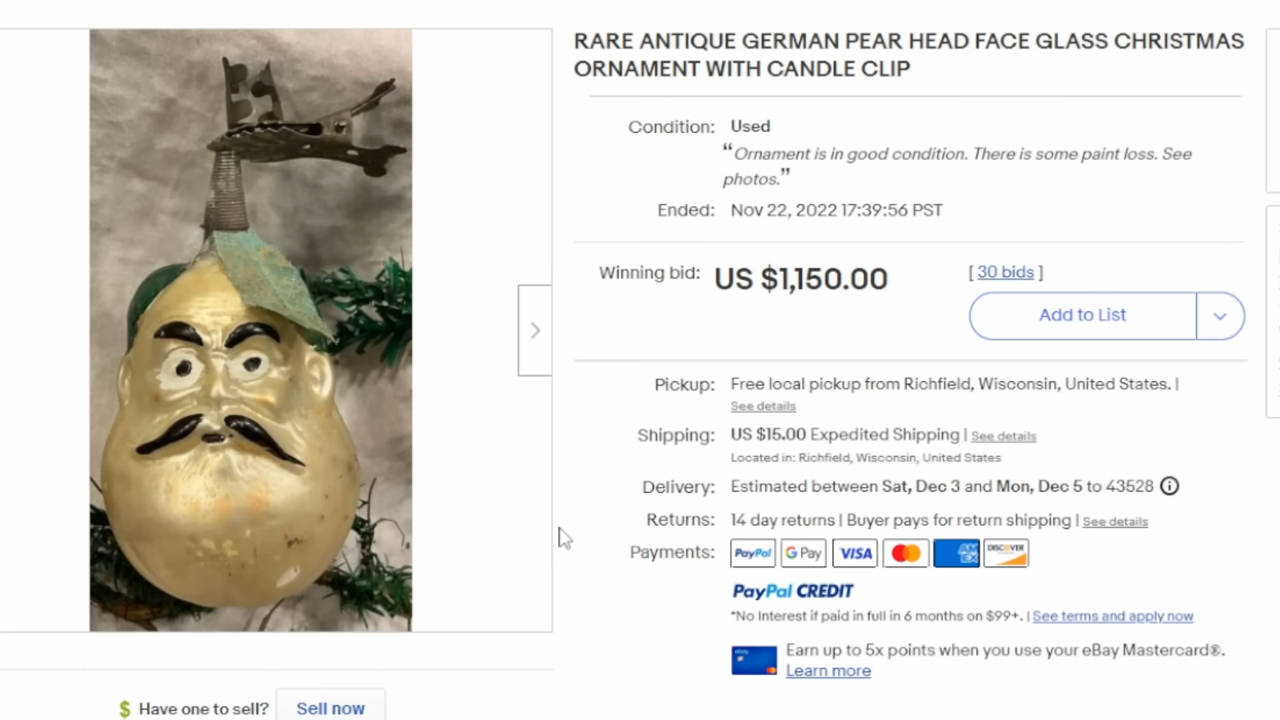 RARE ANTIQUE GERMAN PEAR HEAD FACE GLASS CHRISTMAS
ORNAMENT WITH CANDLE CLIP
Condition: Used
“Ornament is in good condition. There is some paint loss. See
photos.”
Ended: Nov 22, 2022 17:39:56 PST
Winning bid: US $1,150.00 [ 30 bids ]
Add to List
Pickup: Free local pickup from Richfield, Wisconsin, United States. |
See details
Shipping: US $15.00 Expedited Shipping | See details
Located in: Richfield, Wisconsin, United States
Delivery: Estimated between Sat, Dec 3 and Mon, Dec 5 to 43528
Returns: 14 day returns | Buyer pays for return shipping | See details
Payments: PayPal G Pay VISA DISCOVER
PayPal CREDIT
*No Interest if paid in full in 6 months on $99+. | See terms and apply now
Earn up to 5x points when you use your eBay Mastercard®.
Learn more
$ Have one to sell? Sell now